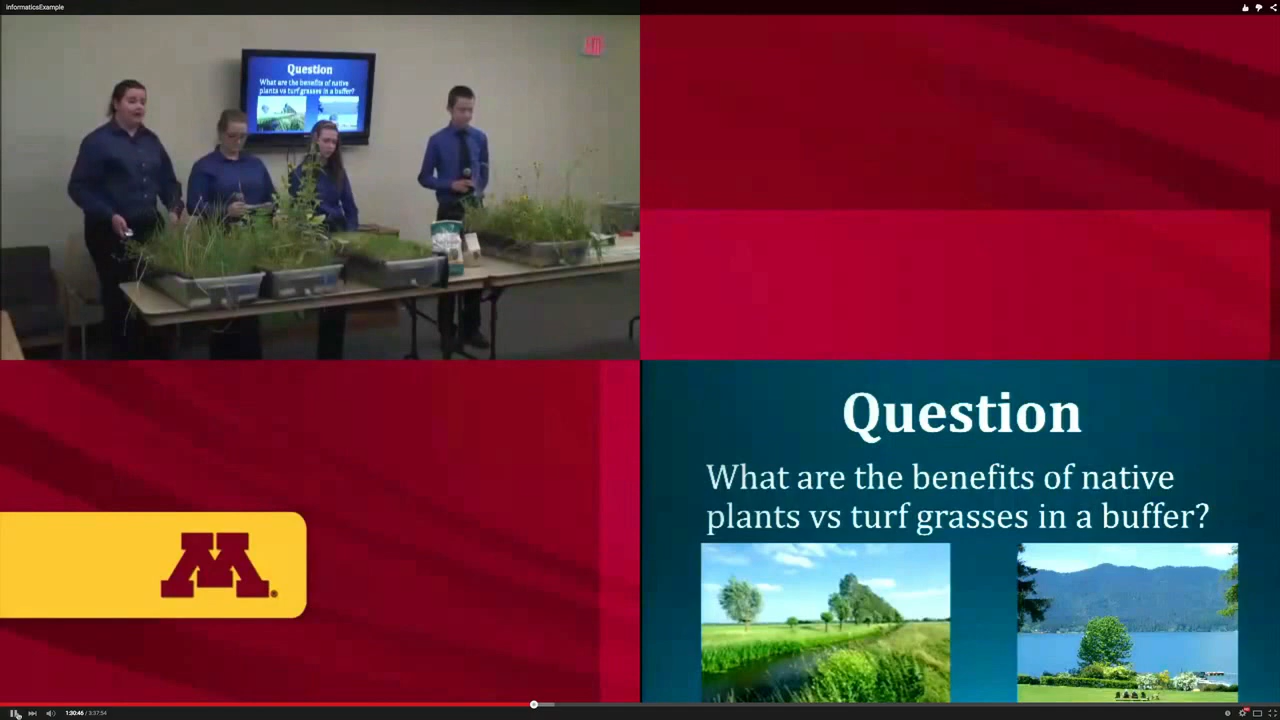 informaticsExample
Question
What are the benefits of native
plants vs turf grasses in a buffer?
M
Question
What are the benefits of native
plants vs turf grasses in a buffer?
1:30:46 / 3:37:54